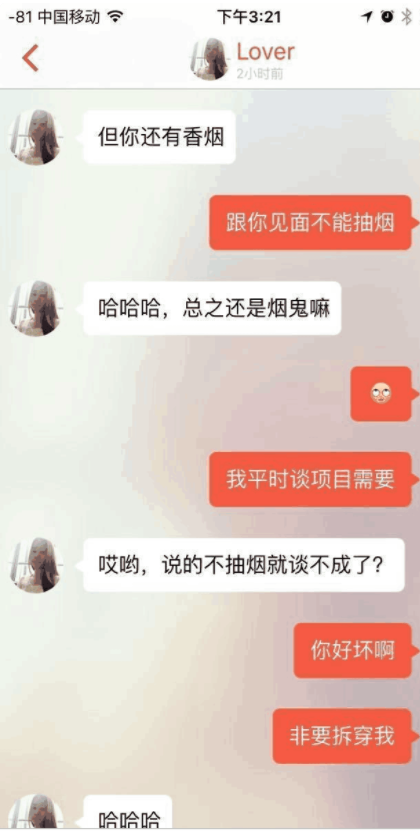 -81 中国移动 下午3:21
Lover
2小时前
但你还有香烟
跟你见面不能抽烟
哈哈哈，总之还是烟鬼嘛
🙄
我平时谈项目需要
哎哟，说的不抽烟就谈不成了？
你好坏啊
非要拆穿我
哈哈哈